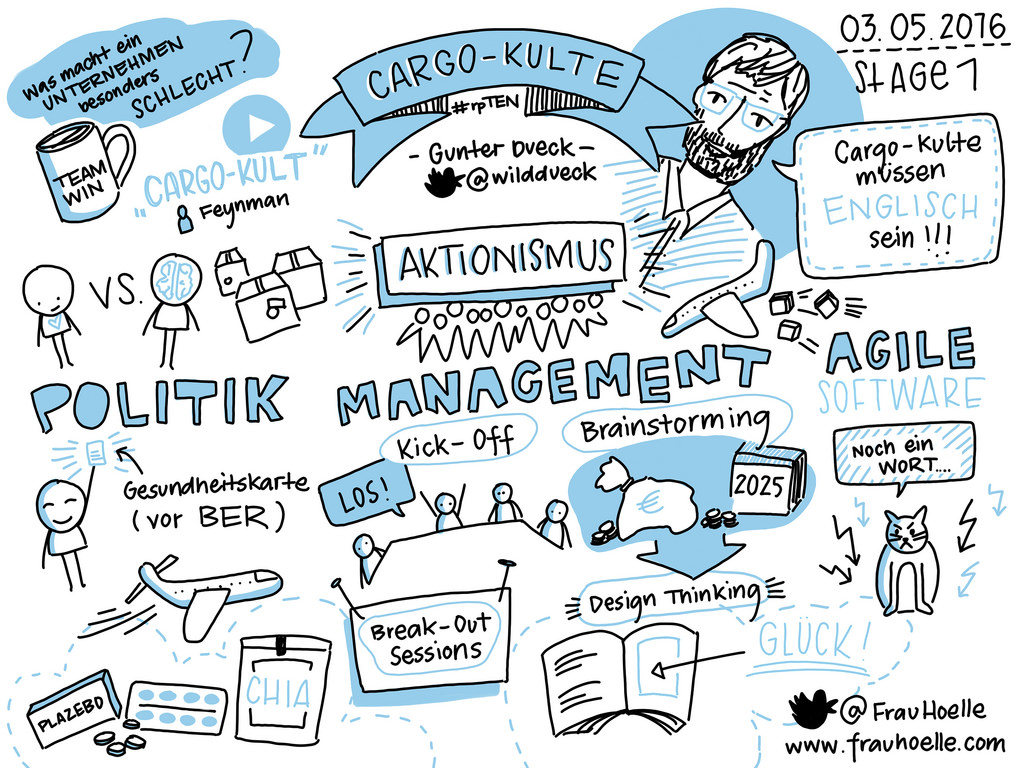 Was macht ein
UNTERNEHMEN
besonders
SCHLECHT?
CARGO-KULTE
#rpTEN
- Gunter Dueck -
@wilddueck
03.05.2016
STAGE 1
TEAM
WIN
"CARGO-KULT"
Feynman
Cargo-Kulte
müssen
ENGLISCH
sein !!!
VS.
AKTIONISMUS
POLITIK
MANAGEMENT
AGILE
SOFTWARE
Gesundheitskarte
(vor BER)
Kick-Off
LOS!
Brainstorming
€
2025
NOCH ein
WORT....
Break-Out
Sessions
Design Thinking
GLÜCK!
PLAZEBO
CHIA
@FrauHoelle
www.frauhoelle.com